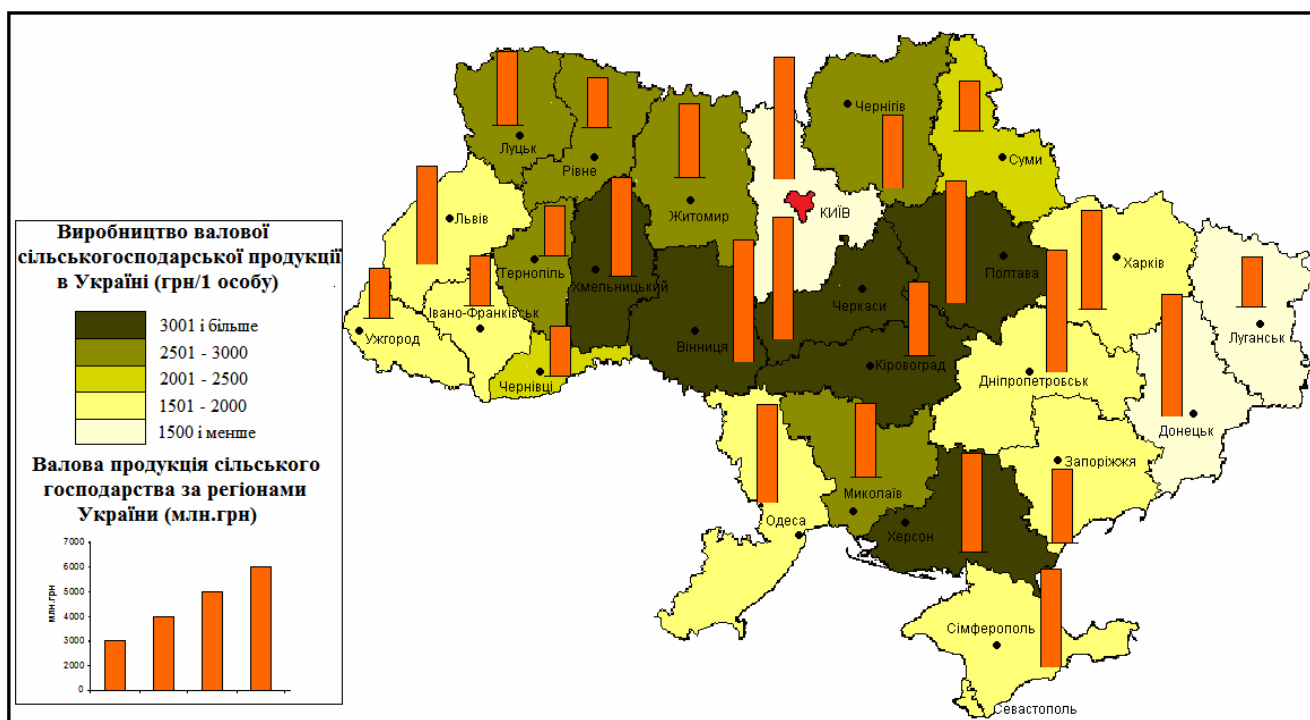 Виробництво валової
сільськогосподарської продукції
в Україні (грн/1 особу)
3001 і більше
2501 - 3000
2001 - 2500
1501 - 2000
1500 і менше
Валова продукція сільського
господарства за регіонами
України (млн.грн)
млн.грн
7000
6000
5000
4000
3000
2000
1000
0
Луцьк
Рівне
Житомир
КИЇВ
Чернігів
Суми
Львів
Тернопіль
Хмельницький
Івано-Франківськ
Ужгород
Чернівці
Вінниця
Черкаси
Полтава
Харків
Луганськ
Кіровоград
Дніпропетровськ
Донецьк
Запоріжжя
Миколаїв
Одеса
Херсон
Сімферополь
Севастополь